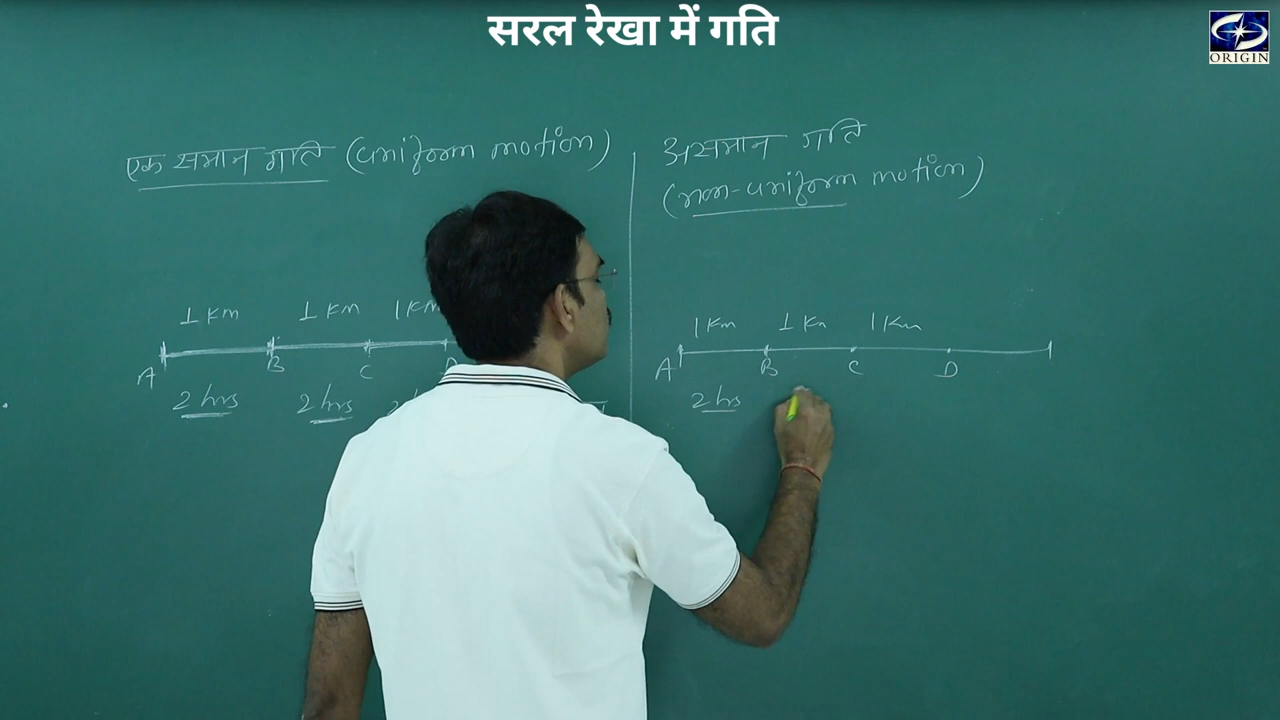 सरल रेखा में गति
ORIGIN
एक समान गति (uniform motion)
1 Km 1 Km 1 Km
A B C
2 hrs 2 hrs
असमान गति
(non-uniform motion)
1 Km 1 Km 1 Km
A B C D
2 hrs